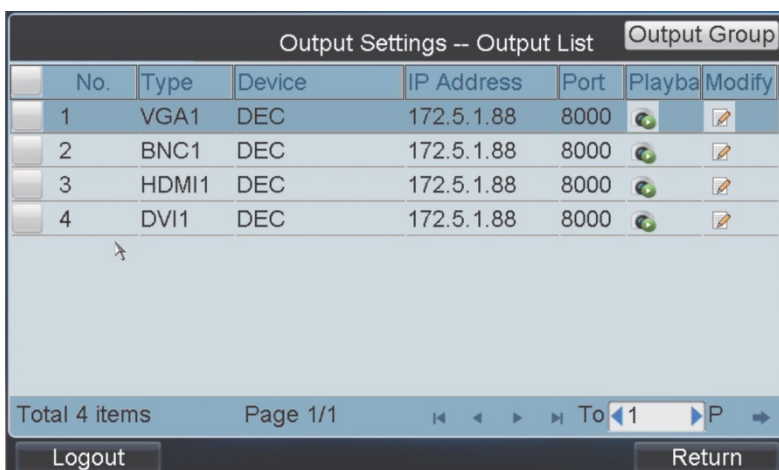 Output Settings -- Output List Output Group
No. Type Device IP Address Port Playba Modify
1 VGA1 DEC 172.5.1.88 8000
2 BNC1 DEC 172.5.1.88 8000
3 HDMI1 DEC 172.5.1.88 8000
4 DVI1 DEC 172.5.1.88 8000
Total 4 items Page 1/1 To 1 P
Logout Return